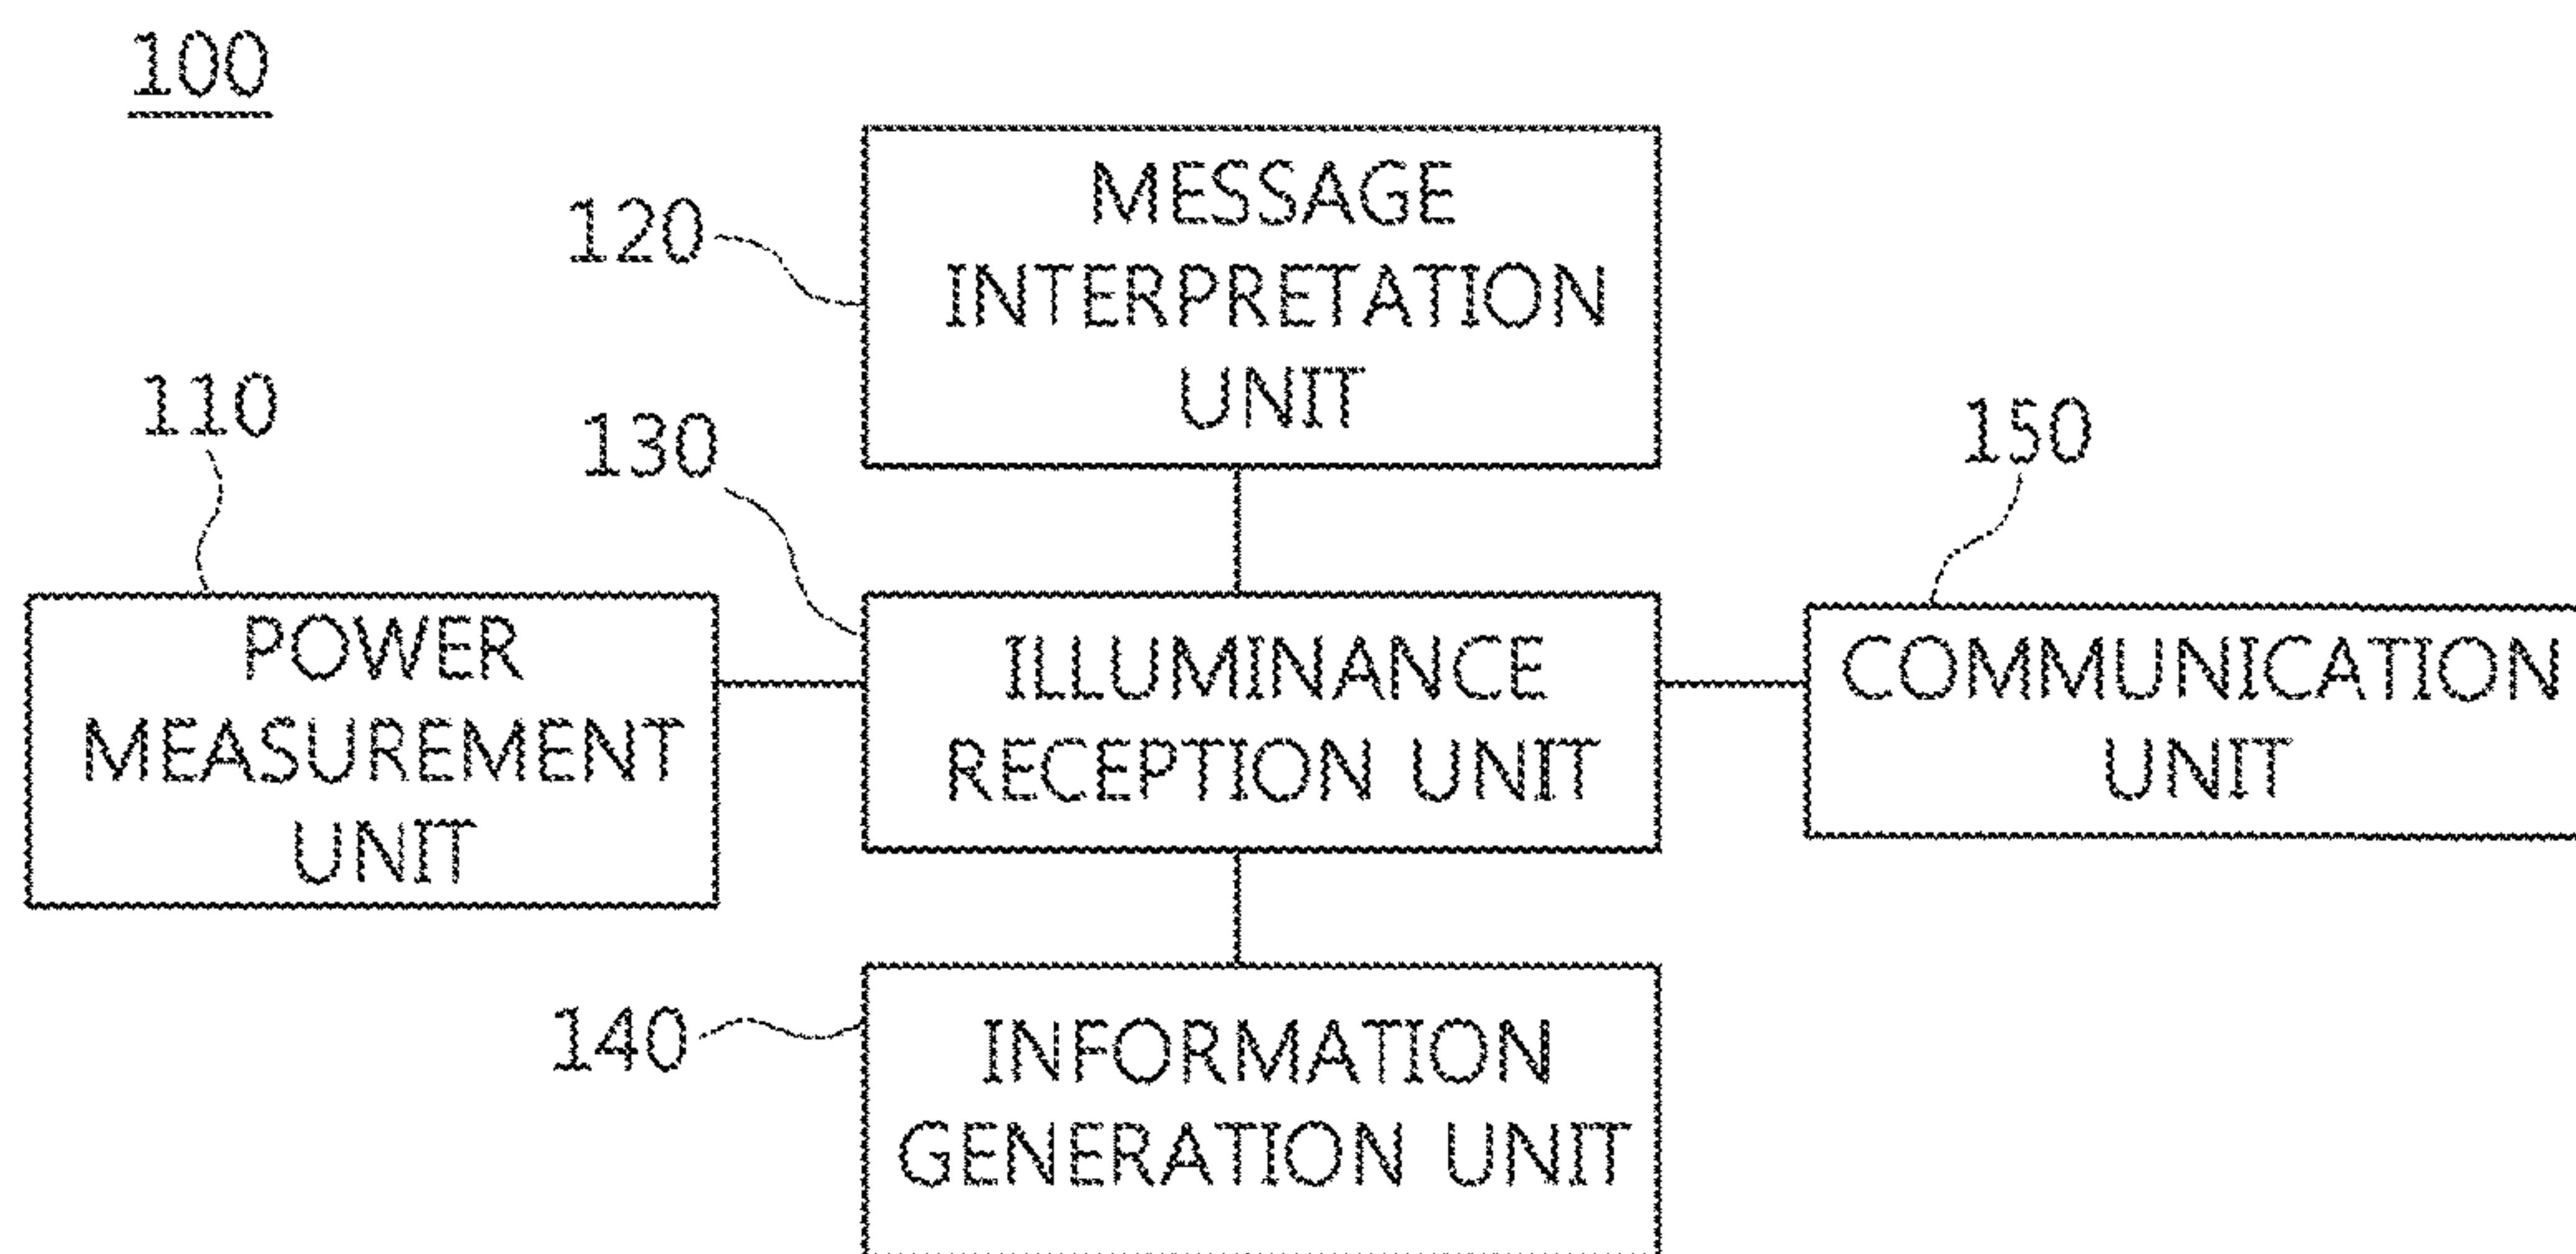 100
120
MESSAGE
INTERPRETATION
UNIT
110
130
150
POWER
MEASUREMENT
UNIT
ILLUMINANCE
RECEPTION UNIT
COMMUNICATION
UNIT
140
INFORMATION
GENERATION UNIT